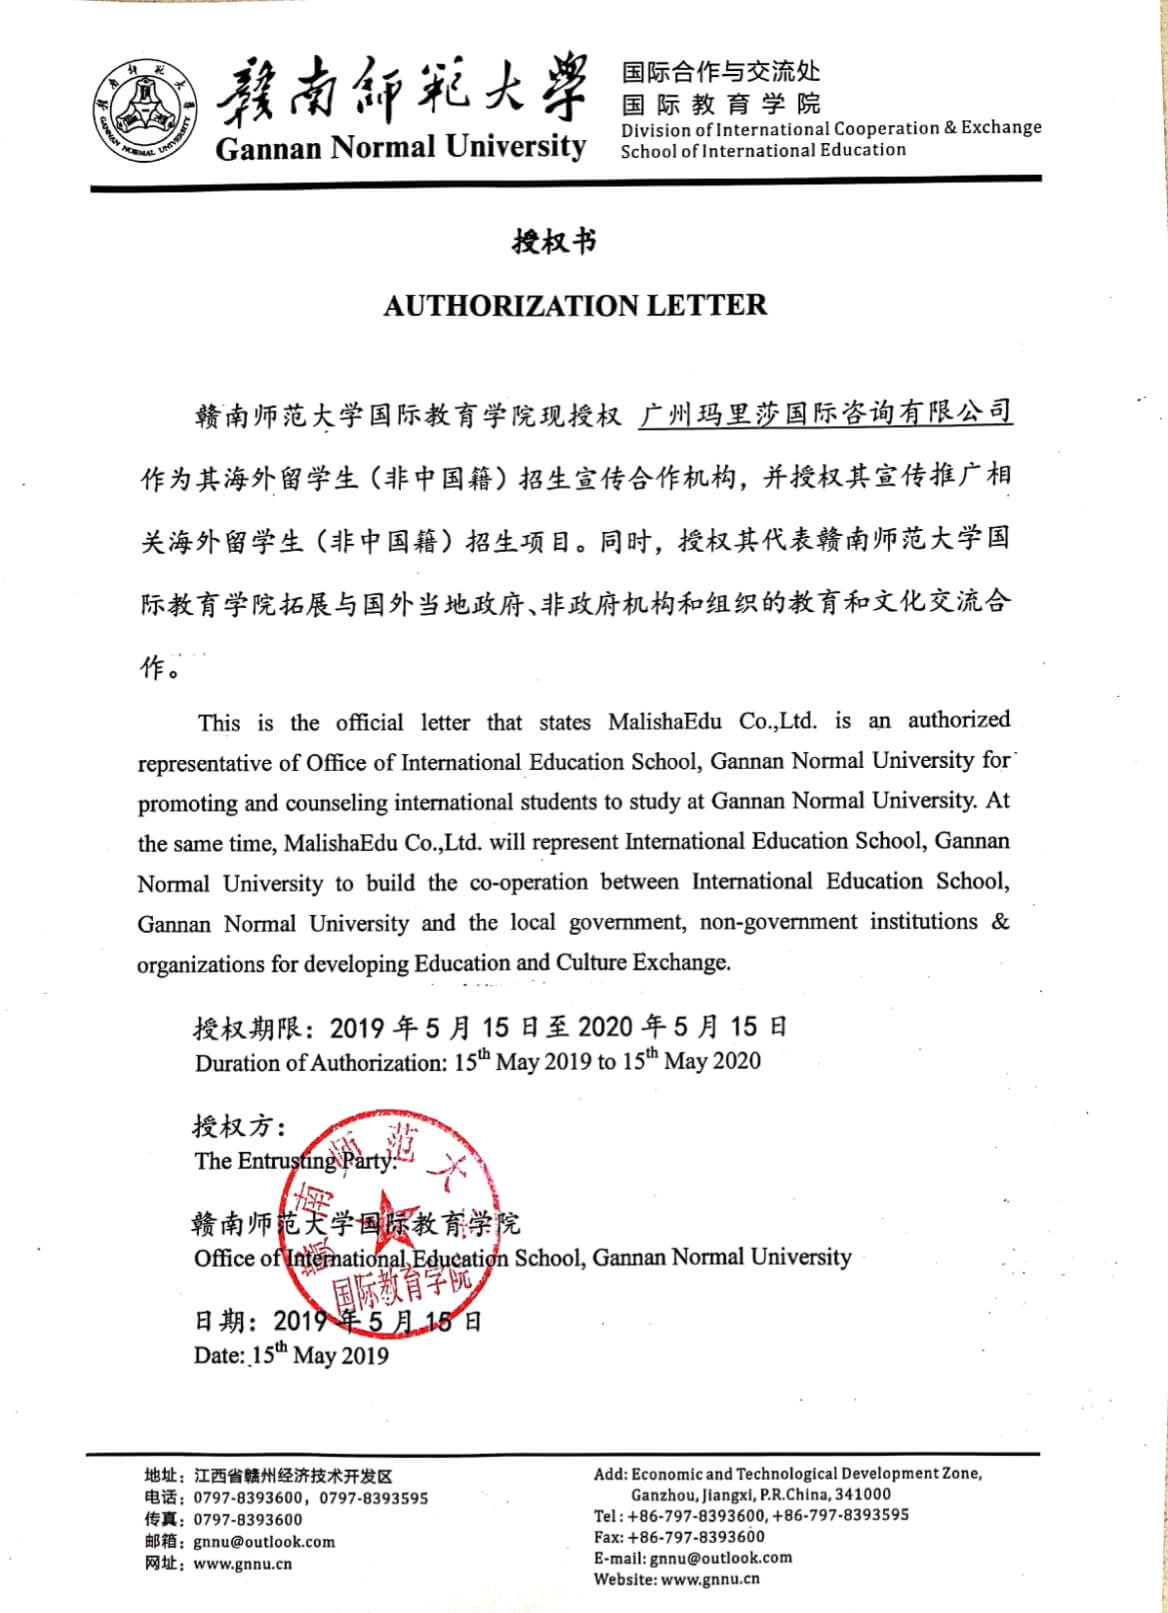 赣南师范大学
GANNAN NORMAL UNIVERSITY
贛南師範大學
Gannan Normal University
国际合作与交流处
国际教育学院
Division of International Cooperation & Exchange
School of International Education
授权书
AUTHORIZATION LETTER
赣南师范大学国际教育学院现授权 广州玛里莎国际咨询有限公司
作为其海外留学生（非中国籍）招生宣传合作机构，并授权其宣传推广相
关海外留学生（非中国籍）招生项目。同时，授权其代表赣南师范大学国
际教育学院拓展与国外当地政府、非政府机构和组织的教育和文化交流合
作。
This is the official letter that states MalishaEdu Co.,Ltd. is an authorized
representative of Office of International Education School, Gannan Normal University for
promoting and counseling international students to study at Gannan Normal University. At
the same time, MalishaEdu Co.,Ltd. will represent International Education School, Gannan
Normal University to build the co-operation between International Education School,
Gannan Normal University and the local government, non-government institutions &
organizations for developing Education and Culture Exchange.
授权期限：2019 年 5 月 15 日至 2020 年 5 月 15 日
Duration of Authorization: 15th May 2019 to 15th May 2020
授权方：
The Entrusting Party:
赣南师范大学国际教育学院
Office of International Education School, Gannan Normal University
赣南师范大学
国际教育学院
日期：2019 年 5 月 15 日
Date: 15th May 2019
地址：江西省赣州经济技术开发区
电话：0797-8393600，0797-8393595
传真：0797-8393600
邮箱：gnnu@outlook.com
网址：www.gnnu.cn
Add: Economic and Technological Development Zone,
Ganzhou, Jiangxi, P.R.China, 341000
Tel : +86-797-8393600, +86-797-8393595
Fax: +86-797-8393600
E-mail: gnnu@outlook.com
Website: www.gnnu.cn